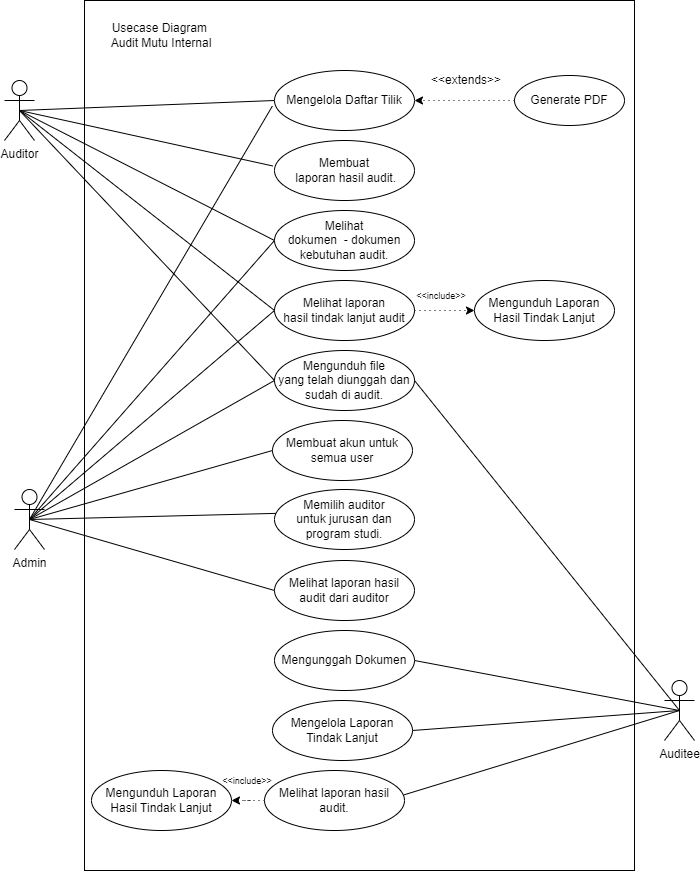 Usecase Diagram
Audit Mutu Internal
Auditor
Mengelola Daftar Tilik
<<extends>>
Generate PDF
Membuat
laporan hasil audit.
Melihat
dokumen - dokumen
kebutuhan audit.
Melihat laporan
hasil tindak lanjut audit
<<include>>
Mengunduh Laporan
Hasil Tindak Lanjut
Mengunduh file
yang telah diunggah dan
sudah di audit.
Membuat akun untuk
semua user
Memilih auditor
untuk jurusan dan
program studi.
Admin
Melihat laporan hasil
audit dari auditor
Mengunggah Dokumen
Mengelola Laporan
Tindak Lanjut
Auditee
Mengunduh Laporan
Hasil Tindak Lanjut
<<include>>
Melihat laporan hasil
audit.